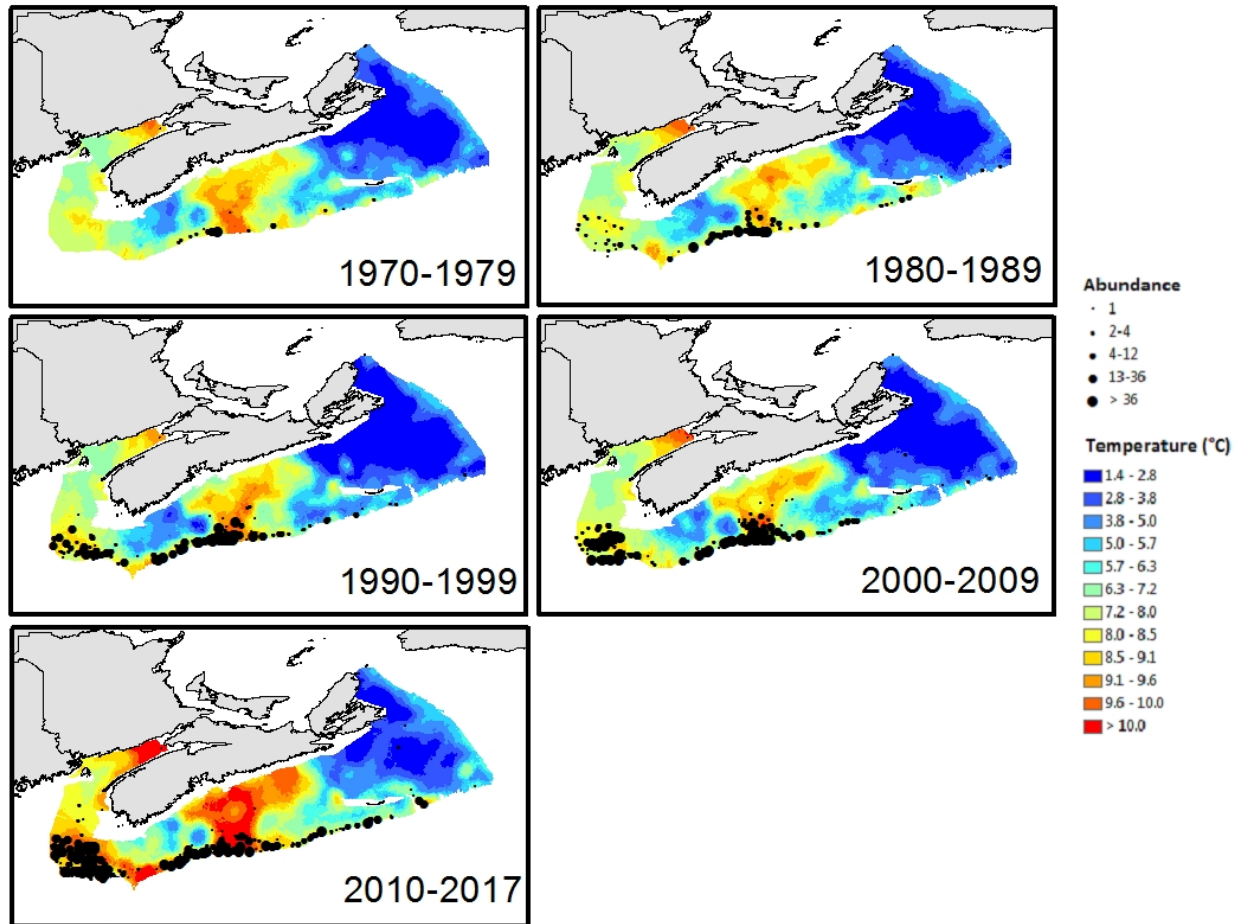 1970-1979
1980-1989
1990-1999
2000-2009
2010-2017
Abundance
1
2-4
4-12
13-36
> 36
Temperature (°C)
1.4 - 2.8
2.8 - 3.8
3.8 - 5.0
5.0 - 5.7
5.7 - 6.3
6.3 - 7.2
7.2 - 8.0
8.0 - 8.5
8.5 - 9.1
9.1 - 9.6
9.6 - 10.0
> 10.0